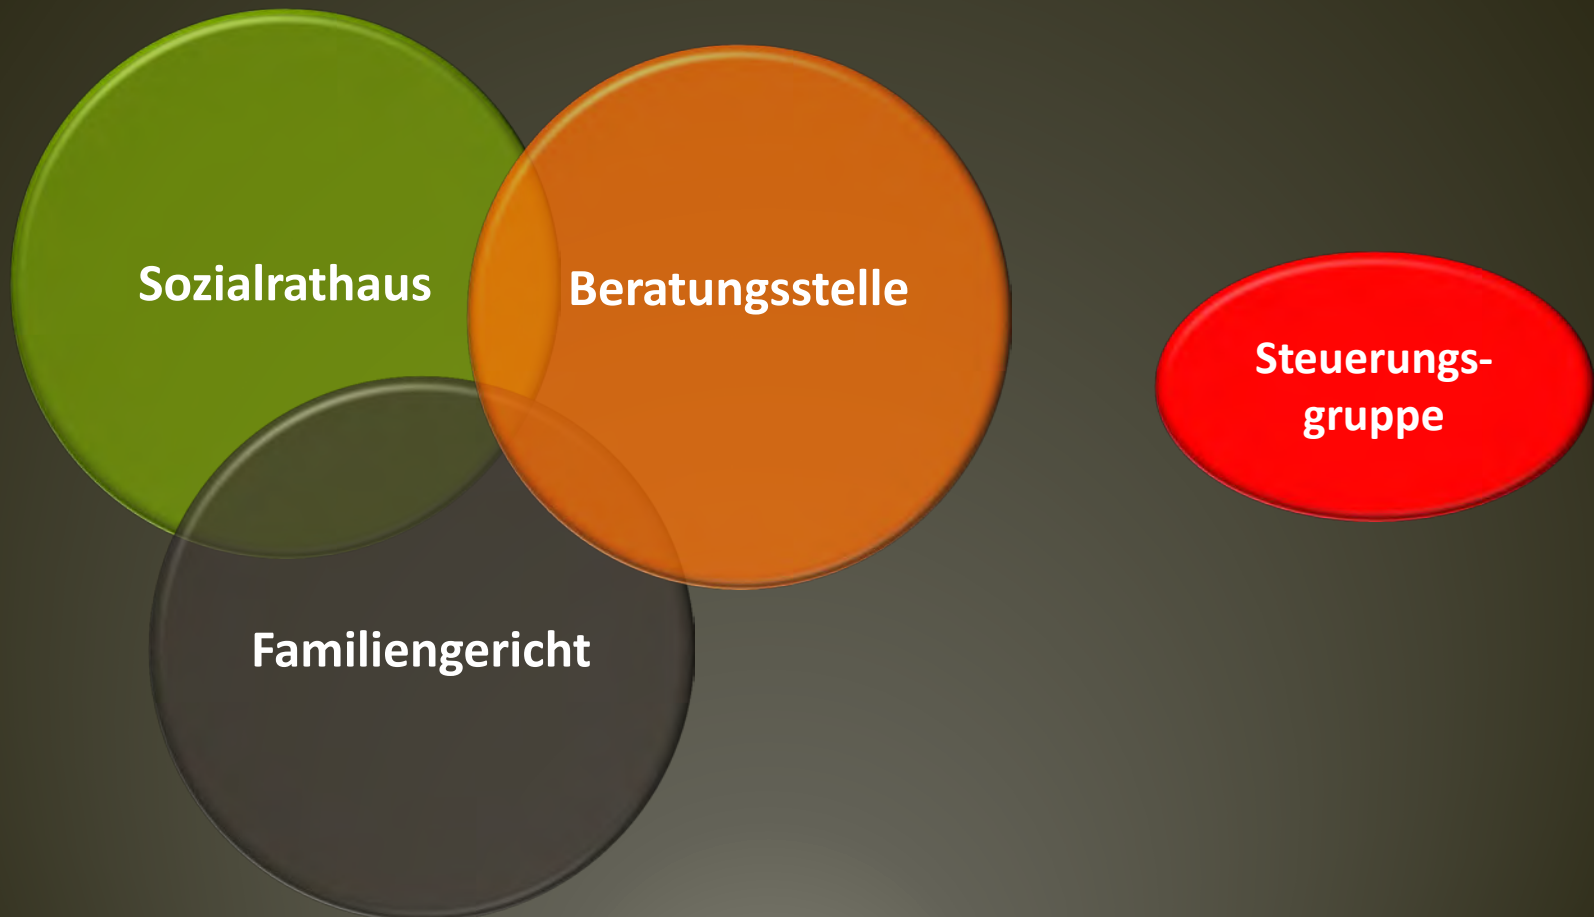 Sozialrathaus
Beratungsstelle
Steuerungs-
gruppe
Familiengericht